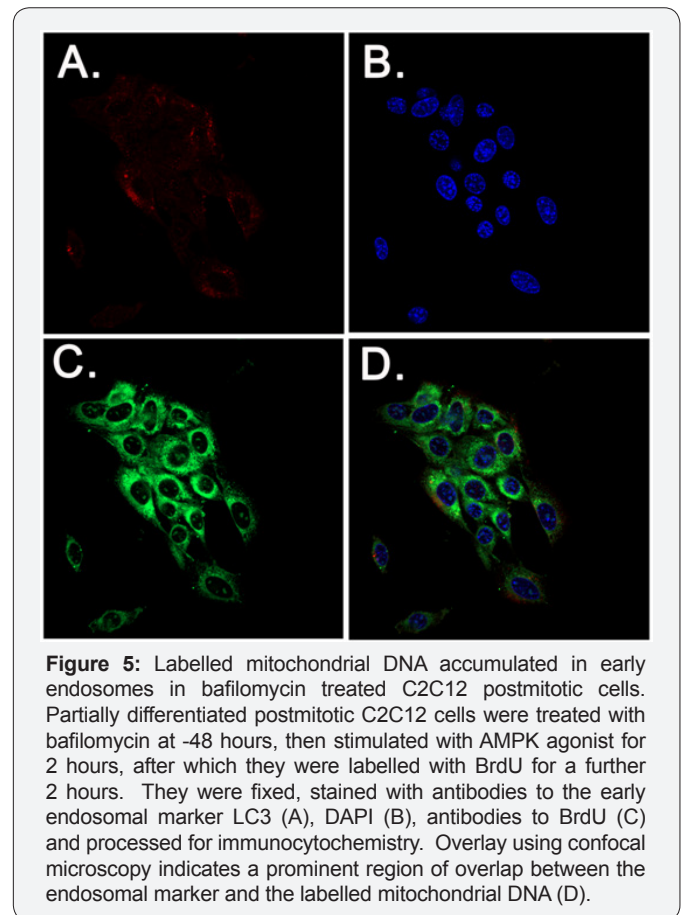 A.
B.
C.
D.
Figure 5: Labelled mitochondrial DNA accumulated in early
endosomes in bafilomycin treated C2C12 postmitotic cells.
Partially differentiated postmitotic C2C12 cells were treated with
bafilomycin at -48 hours, then stimulated with AMPK agonist for
2 hours, after which they were labelled with BrdU for a further
2 hours. They were fixed, stained with antibodies to the early
endosomal marker LC3 (A), DAPI (B), antibodies to BrdU (C)
and processed for immunocytochemistry. Overlay using confocal
microscopy indicates a prominent region of overlap between the
endosomal marker and the labelled mitochondrial DNA (D).